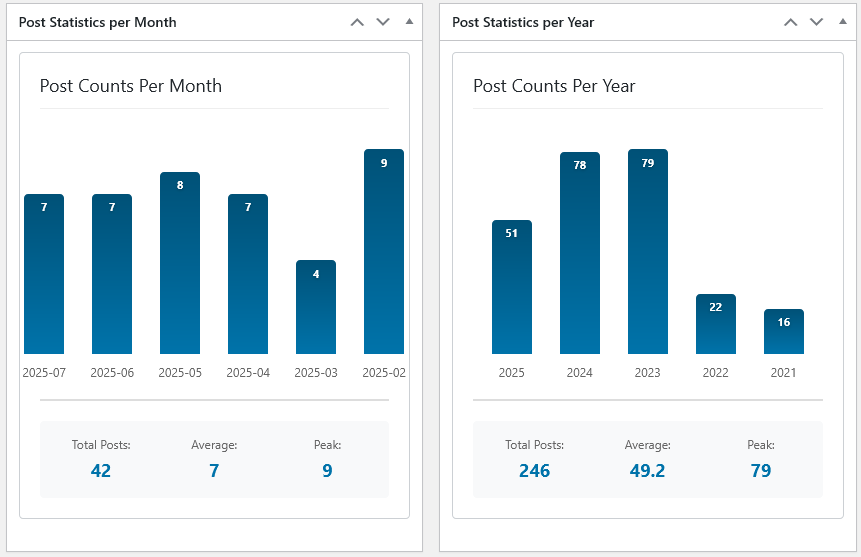 Post Statistics per Month
Post Counts Per Month
7
7
8
7
4
9
2025-07
2025-06
2025-05
2025-04
2025-03
2025-02
Total Posts:
Average:
Peak:
42
7
9
Post Statistics per Year
Post Counts Per Year
51
78
79
22
16
2025
2024
2023
2022
2021
Total Posts:
Average:
Peak:
246
49.2
79